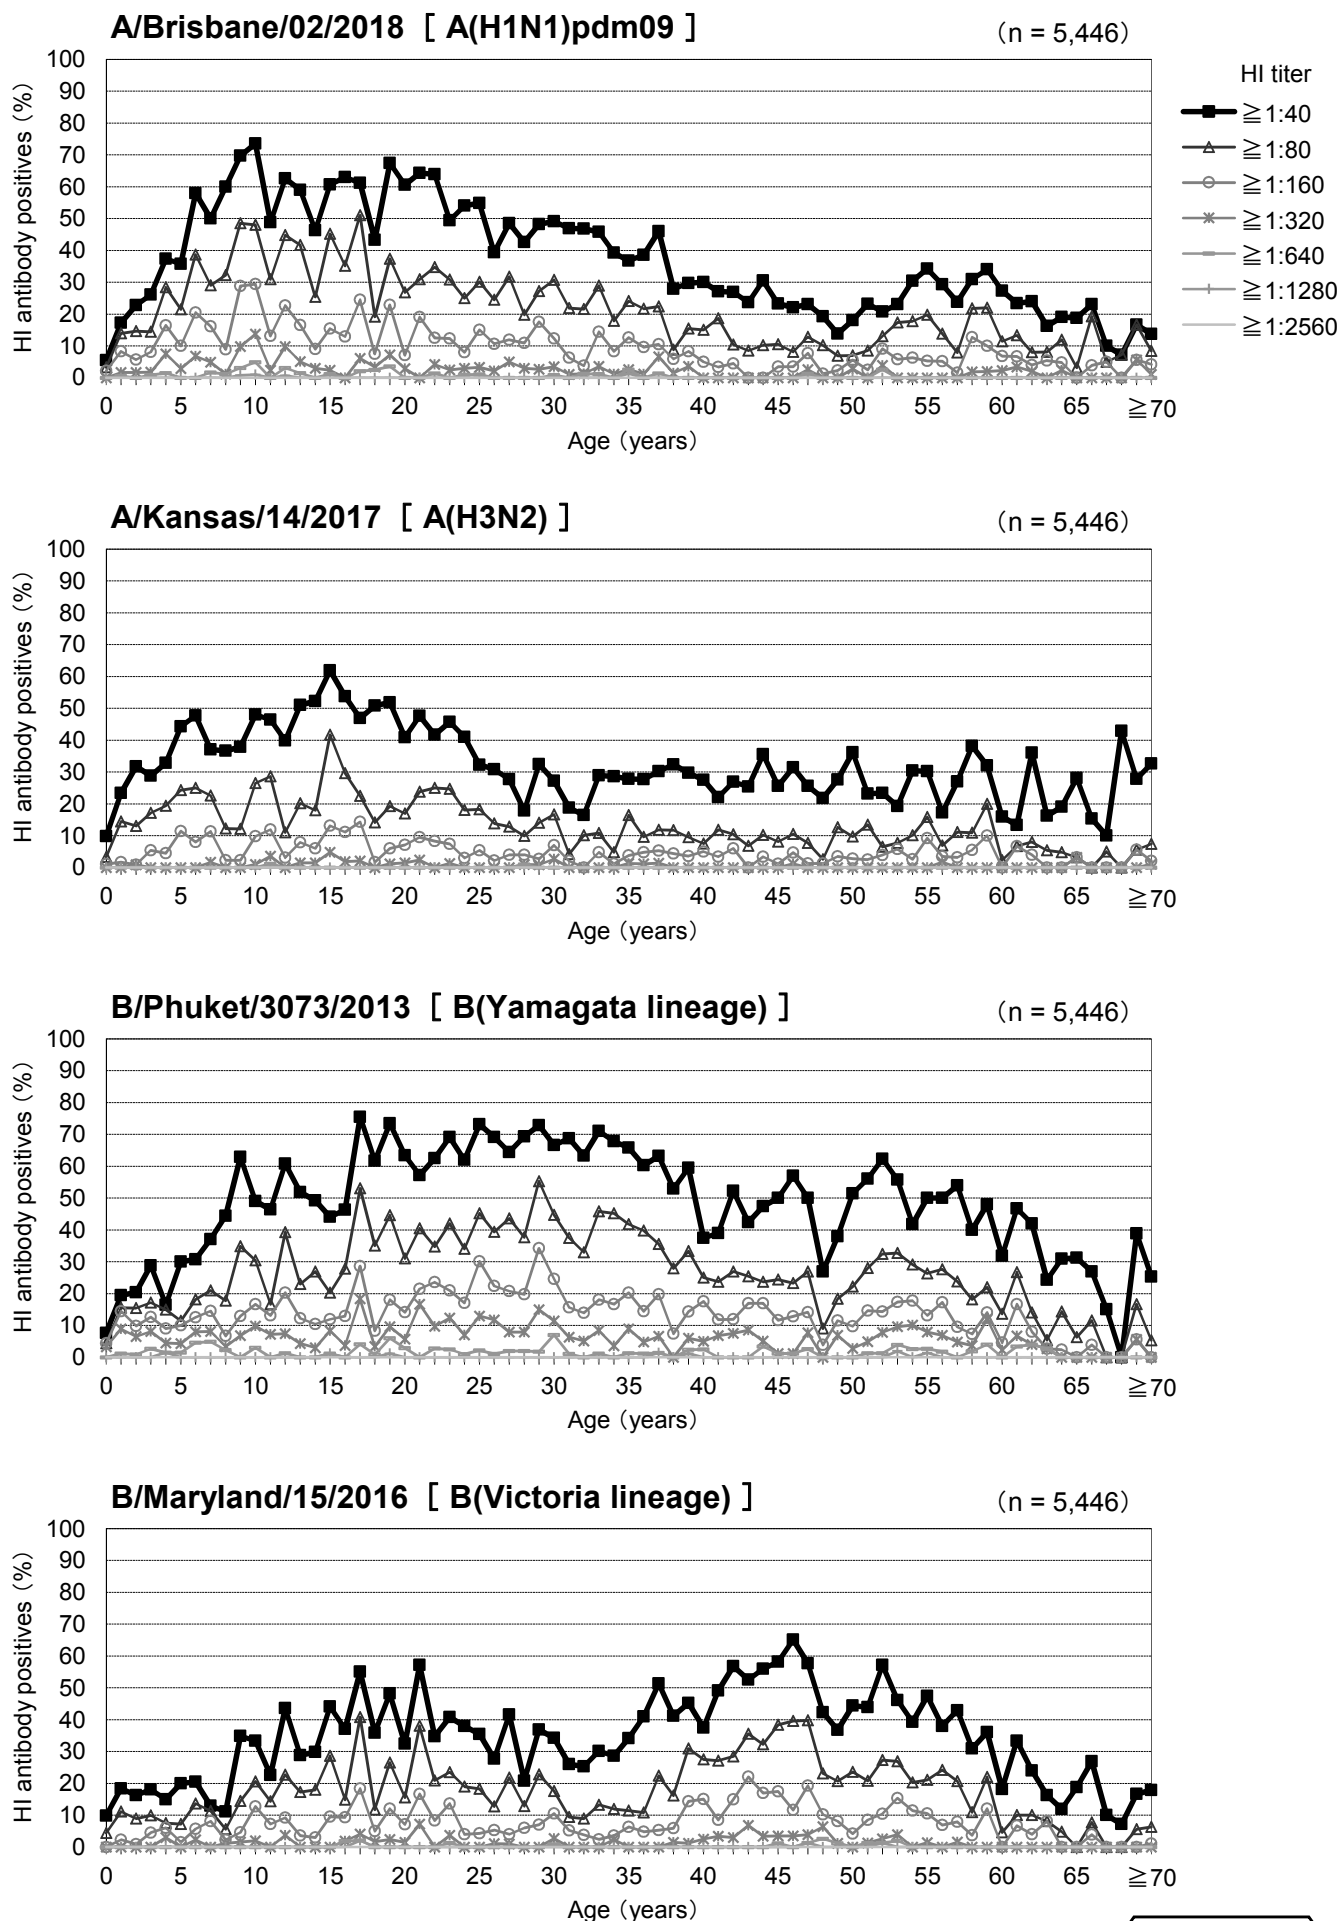 A/Brisbane/02/2018 [ A(H1N1)pdm09 ]
（n = 5,446）
HI titer
≧1:40
≧1:80
≧1:160
≧1:320
≧1:640
≧1:1280
≧1:2560
HI antibody positives (%)
100
90
80
70
60
50
40
30
20
10
0
0 5 10 15 20 25 30 35 40 45 50 55 60 65 ≧70
Age（years）
A/Kansas/14/2017 [ A(H3N2) ]
（n = 5,446）
HI antibody positives (%)
100
90
80
70
60
50
40
30
20
10
0
0 5 10 15 20 25 30 35 40 45 50 55 60 65 ≧70
Age（years）
B/Phuket/3073/2013 [ B(Yamagata lineage) ]
（n = 5,446）
HI antibody positives (%)
100
90
80
70
60
50
40
30
20
10
0
0 5 10 15 20 25 30 35 40 45 50 55 60 65 ≧70
Age（years）
B/Maryland/15/2016 [ B(Victoria lineage) ]
（n = 5,446）
HI antibody positives (%)
100
90
80
70
60
50
40
30
20
10
0
0 5 10 15 20 25 30 35 40 45 50 55 60 65 ≧70
Age（years）